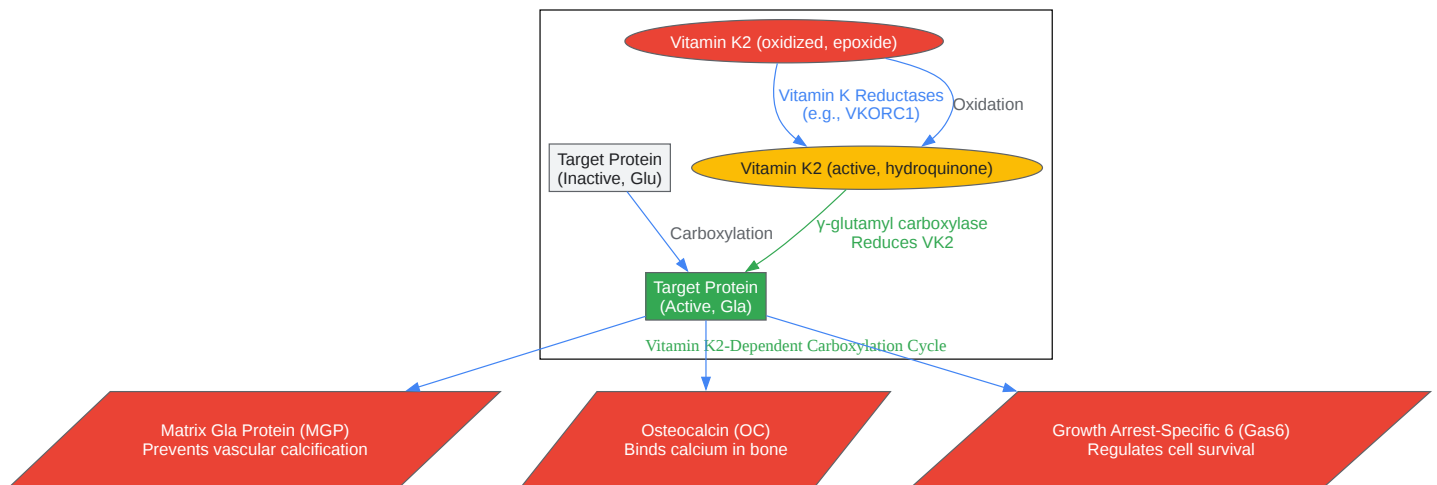 Vitamin K2 (oxidized, epoxide)
Vitamin K Reductases
(e.g., VKORC1)
Oxidation
Target Protein
(Inactive, Glu)
Vitamin K2 (active, hydroquinone)
Carboxylation
γ-glutamyl carboxylase
Reduces VK2
Target Protein
(Active, Gla)
Vitamin K2-Dependent Carboxylation Cycle
Matrix Gla Protein (MGP)
Prevents vascular calcification
Osteocalcin (OC)
Binds calcium in bone
Growth Arrest-Specific 6 (Gas6)
Regulates cell survival